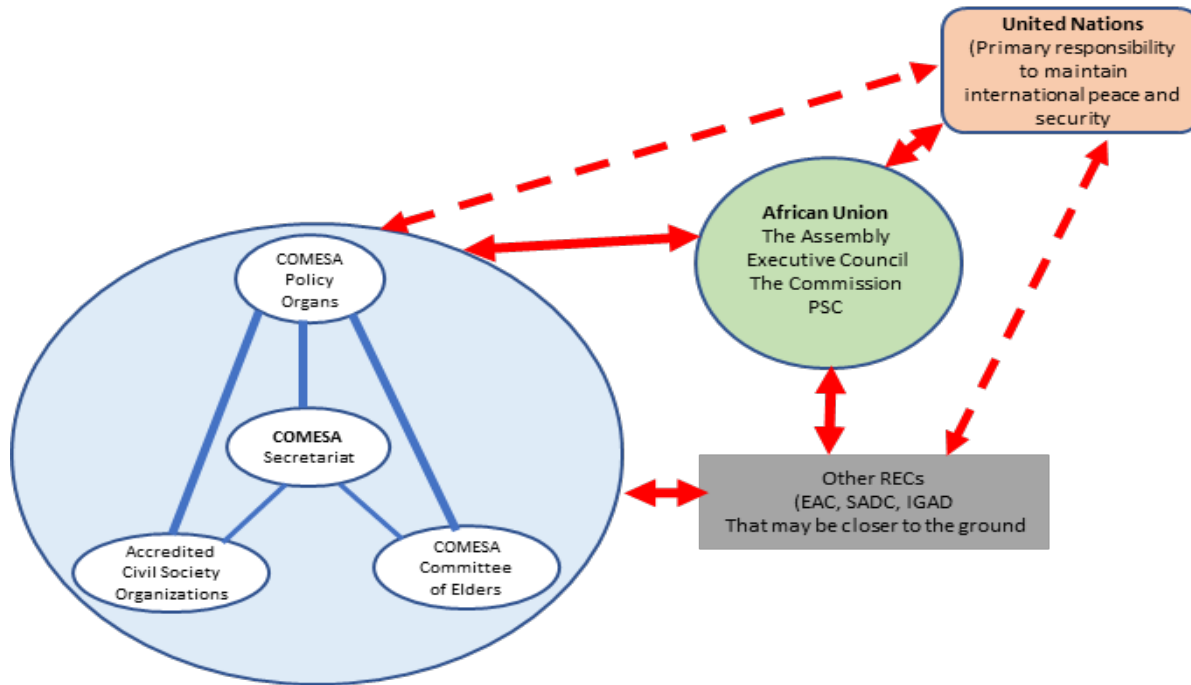 United Nations
(Primary responsibility
to maintain
international peace and
security
African Union
The Assembly
Executive Council
The Commission
PSC
COMESA
Policy
Organs
COMESA
Secretariat
Accredited
Civil Society
Organizations
COMESA
Committee
of Elders
Other RECs
(EAC, SADC, IGAD
That may be closer to the ground